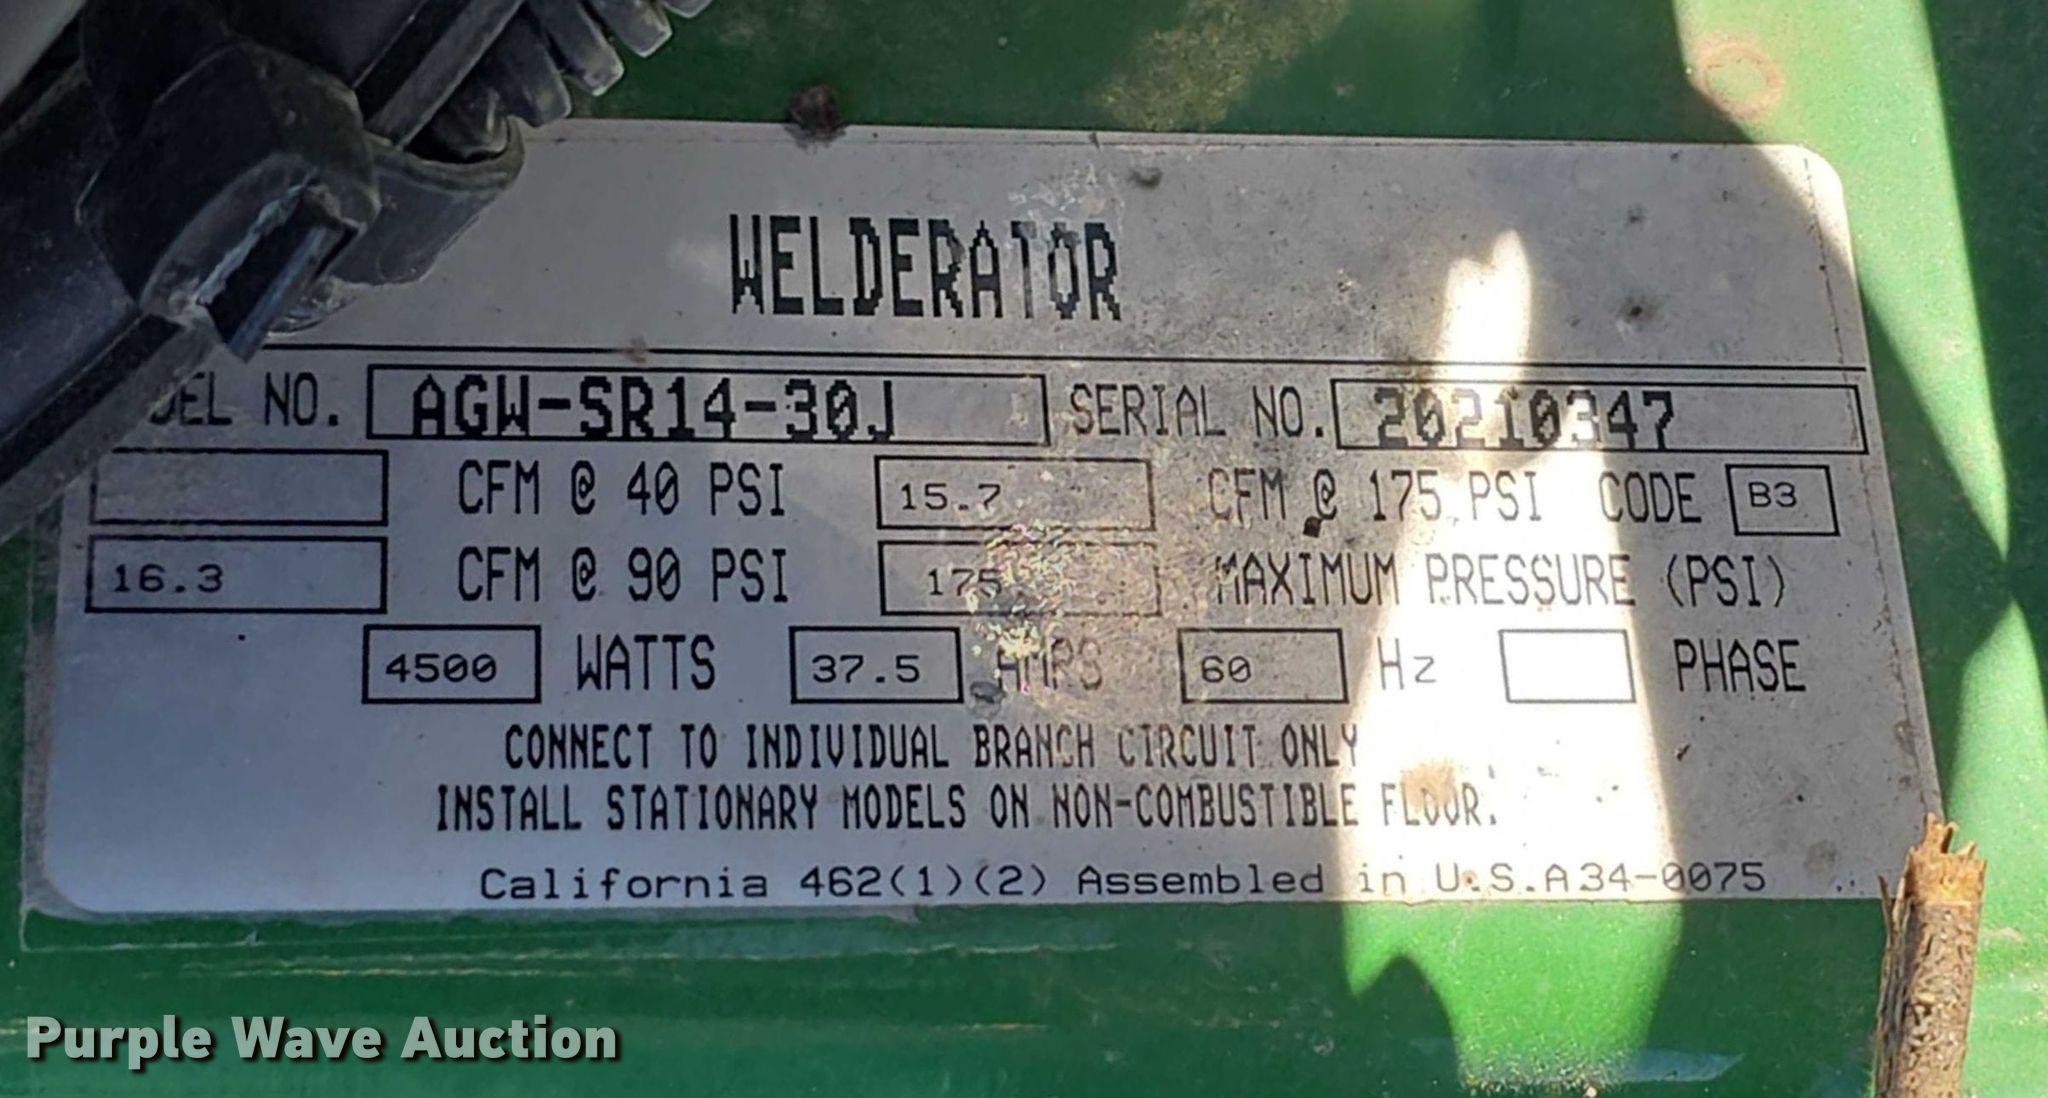 WELDERATOR
DEL NO. AGW-SR14-30J SERIAL NO. 20210347
CFM @ 40 PSI 15.7 CFM @ 175 PSI CODE B3
16.3 CFM @ 90 PSI 175 MAXIMUM PRESSURE (PSI)
4500 WATTS 37.5 AMPS 60 Hz PHASE
CONNECT TO INDIVIDUAL BRANCH CIRCUIT ONLY
INSTALL STATIONARY MODELS ON NON-COMBUSTIBLE FLOOR.
California 462(1)(2) Assembled in U.S.A34-0075
Purple Wave Auction